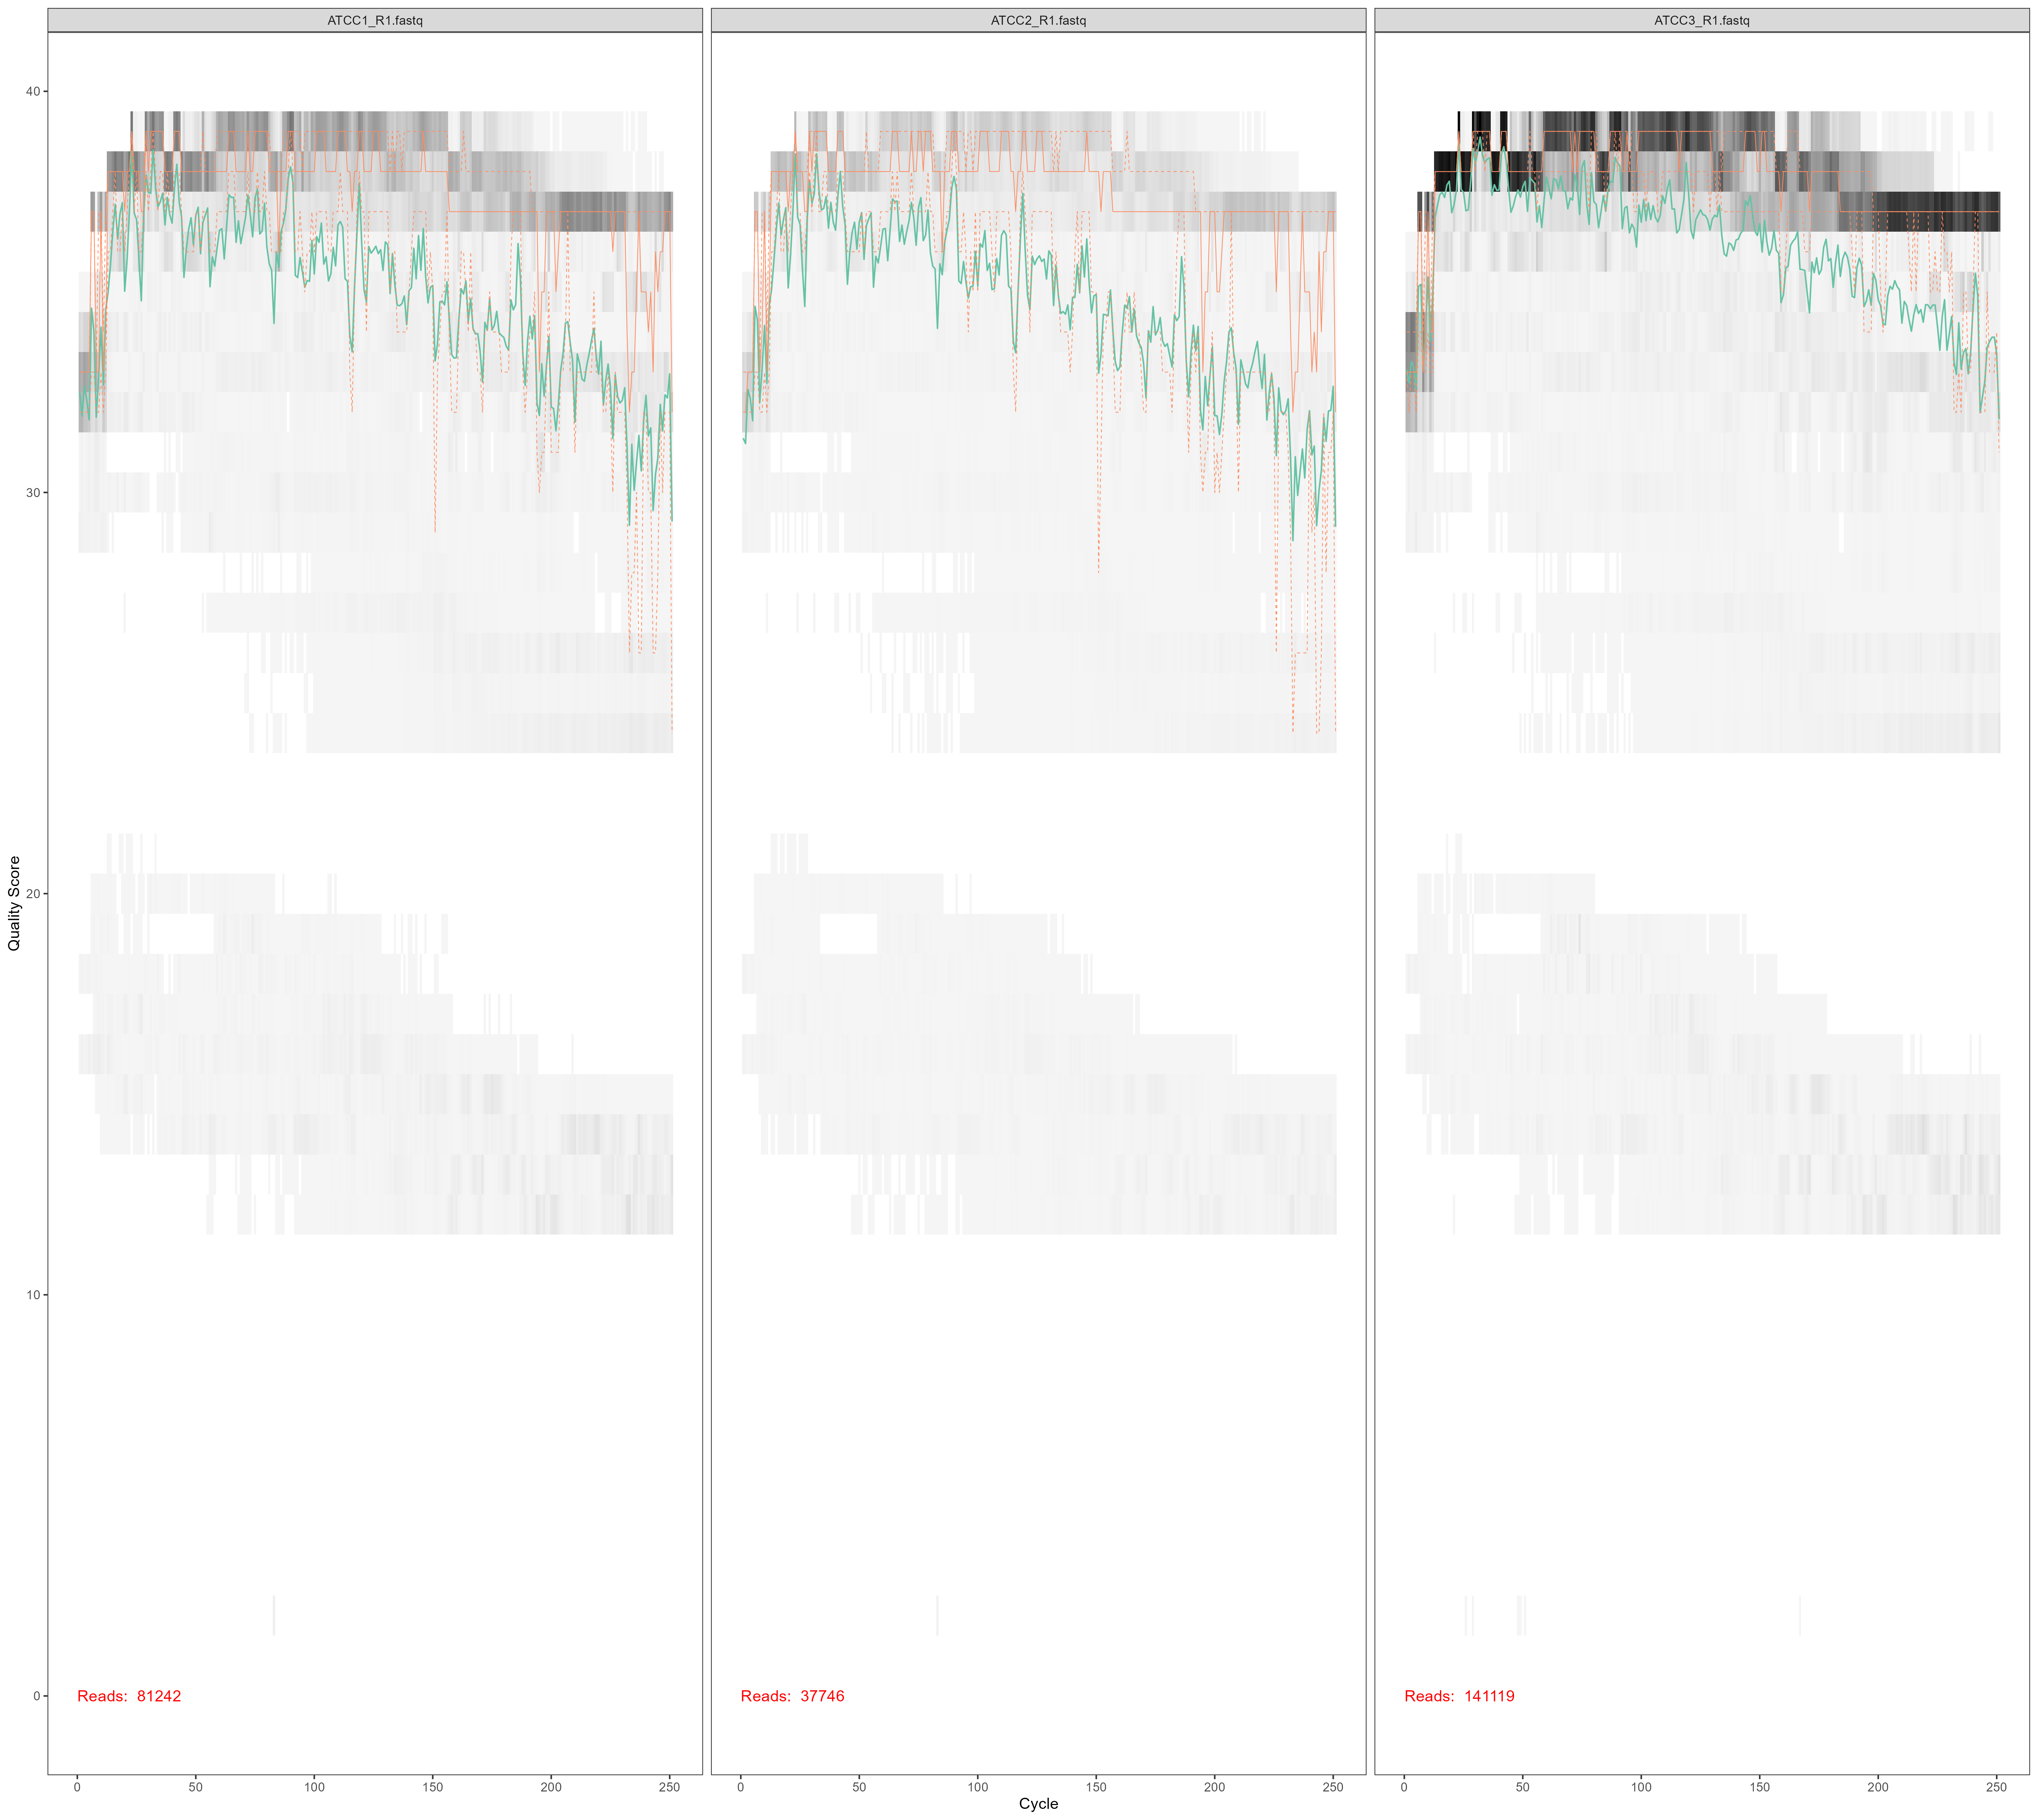 ATCC1_R1.fastq
ATCC2_R1.fastq
ATCC3_R1.fastq
40
30
20
10
0
Quality Score
Reads: 81242
Reads: 37746
Reads: 141119
0 50 100 150 200 250
0 50 100 150 200 250
0 50 100 150 200 250
Cycle